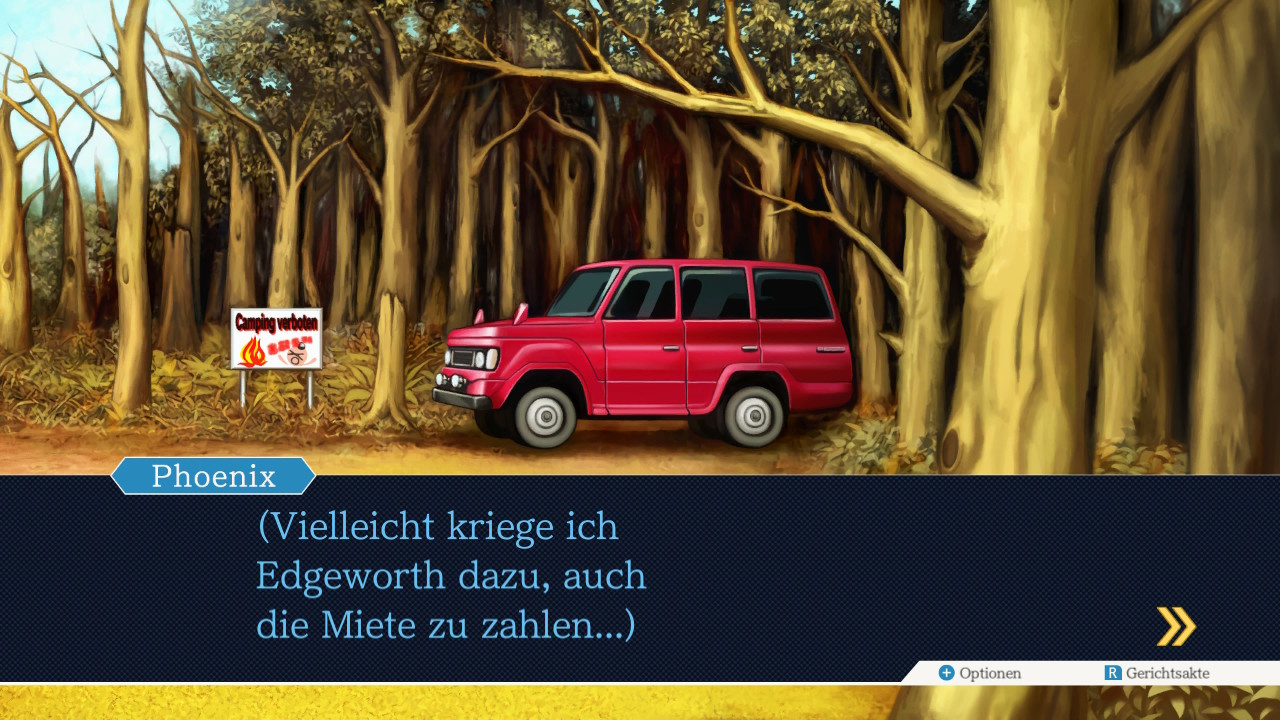 Camping verboten
Phoenix
(Vielleicht kriege ich
Edgeworth dazu, auch
die Miete zu zahlen...)
Optionen
R Gerichtsakte